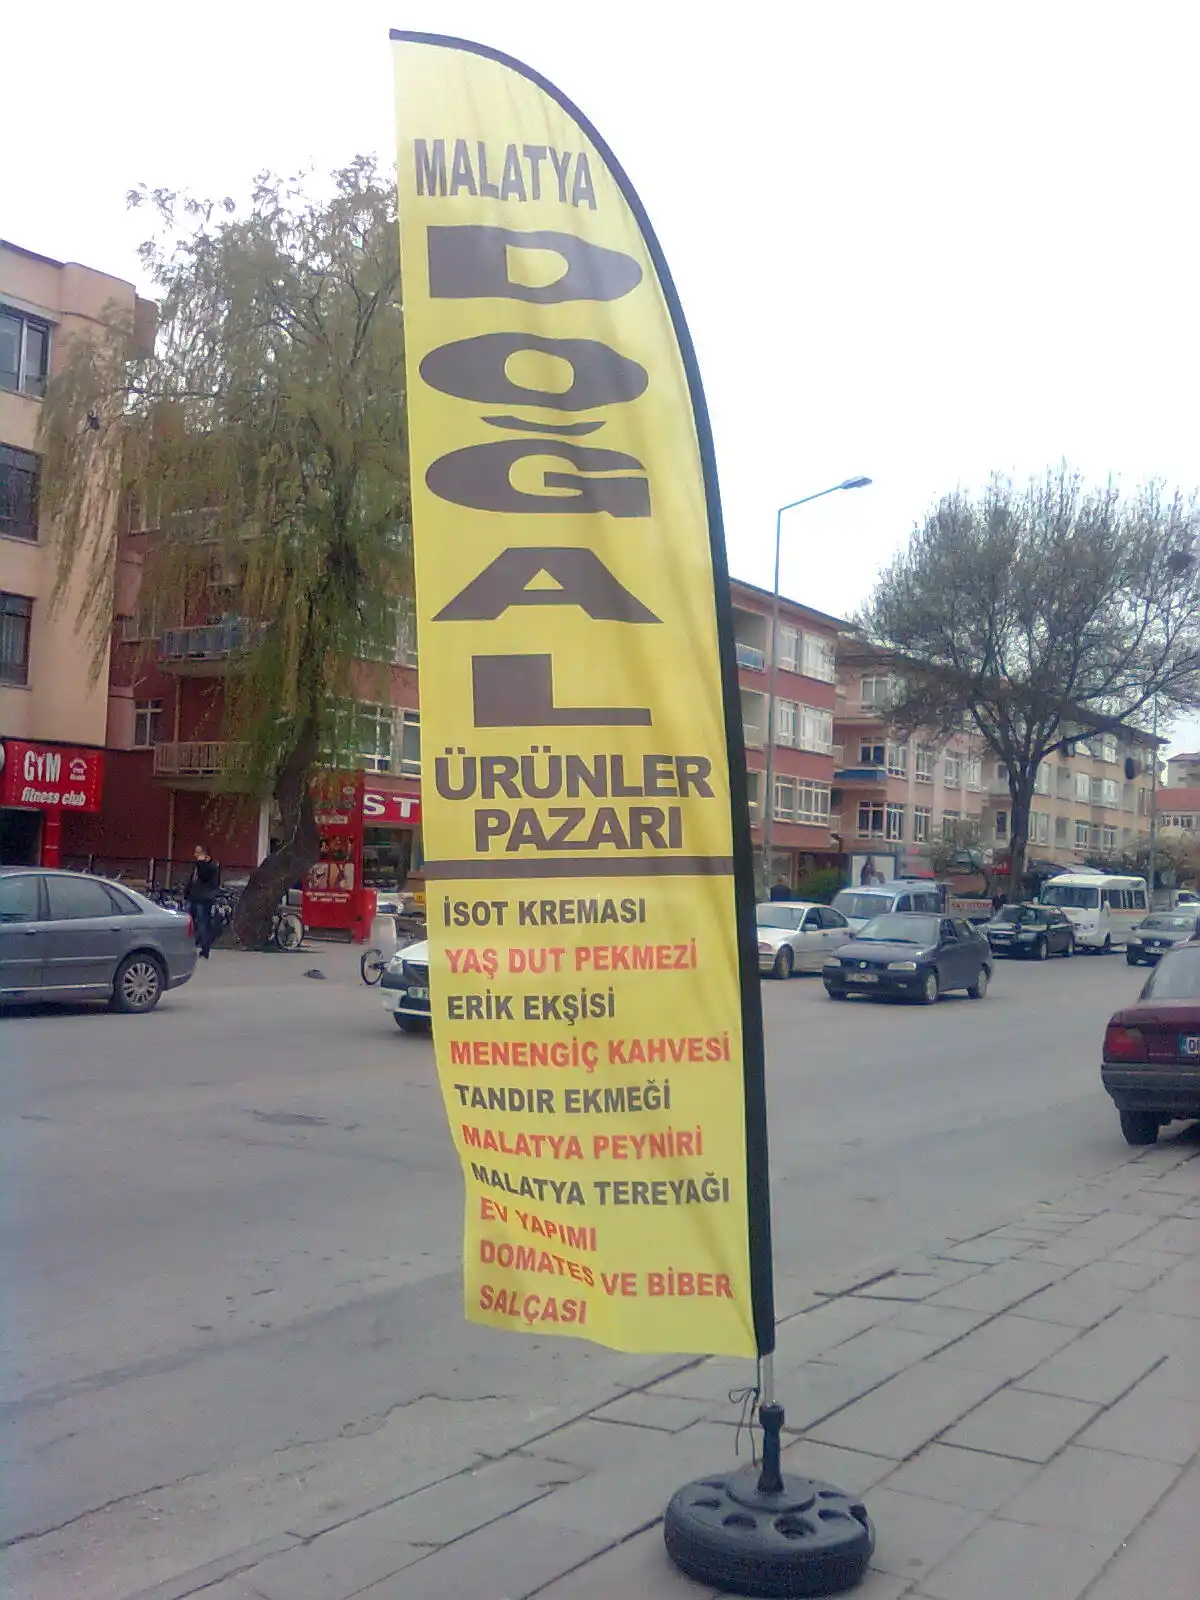 MALATYA
DOĞAL
ÜRÜNLER
PAZARI
İSOT KREMASI
YAŞ DUT PEKMEZİ
ERİK EKŞİSİ
MENENGİÇ KAHVESİ
TANDIR EKMEĞİ
MALATYA PEYNİRİ
MALATYA TEREYAĞI
EV YAPIMI
DOMATES VE BİBER
SALÇASI
GYM
fitness club
ST